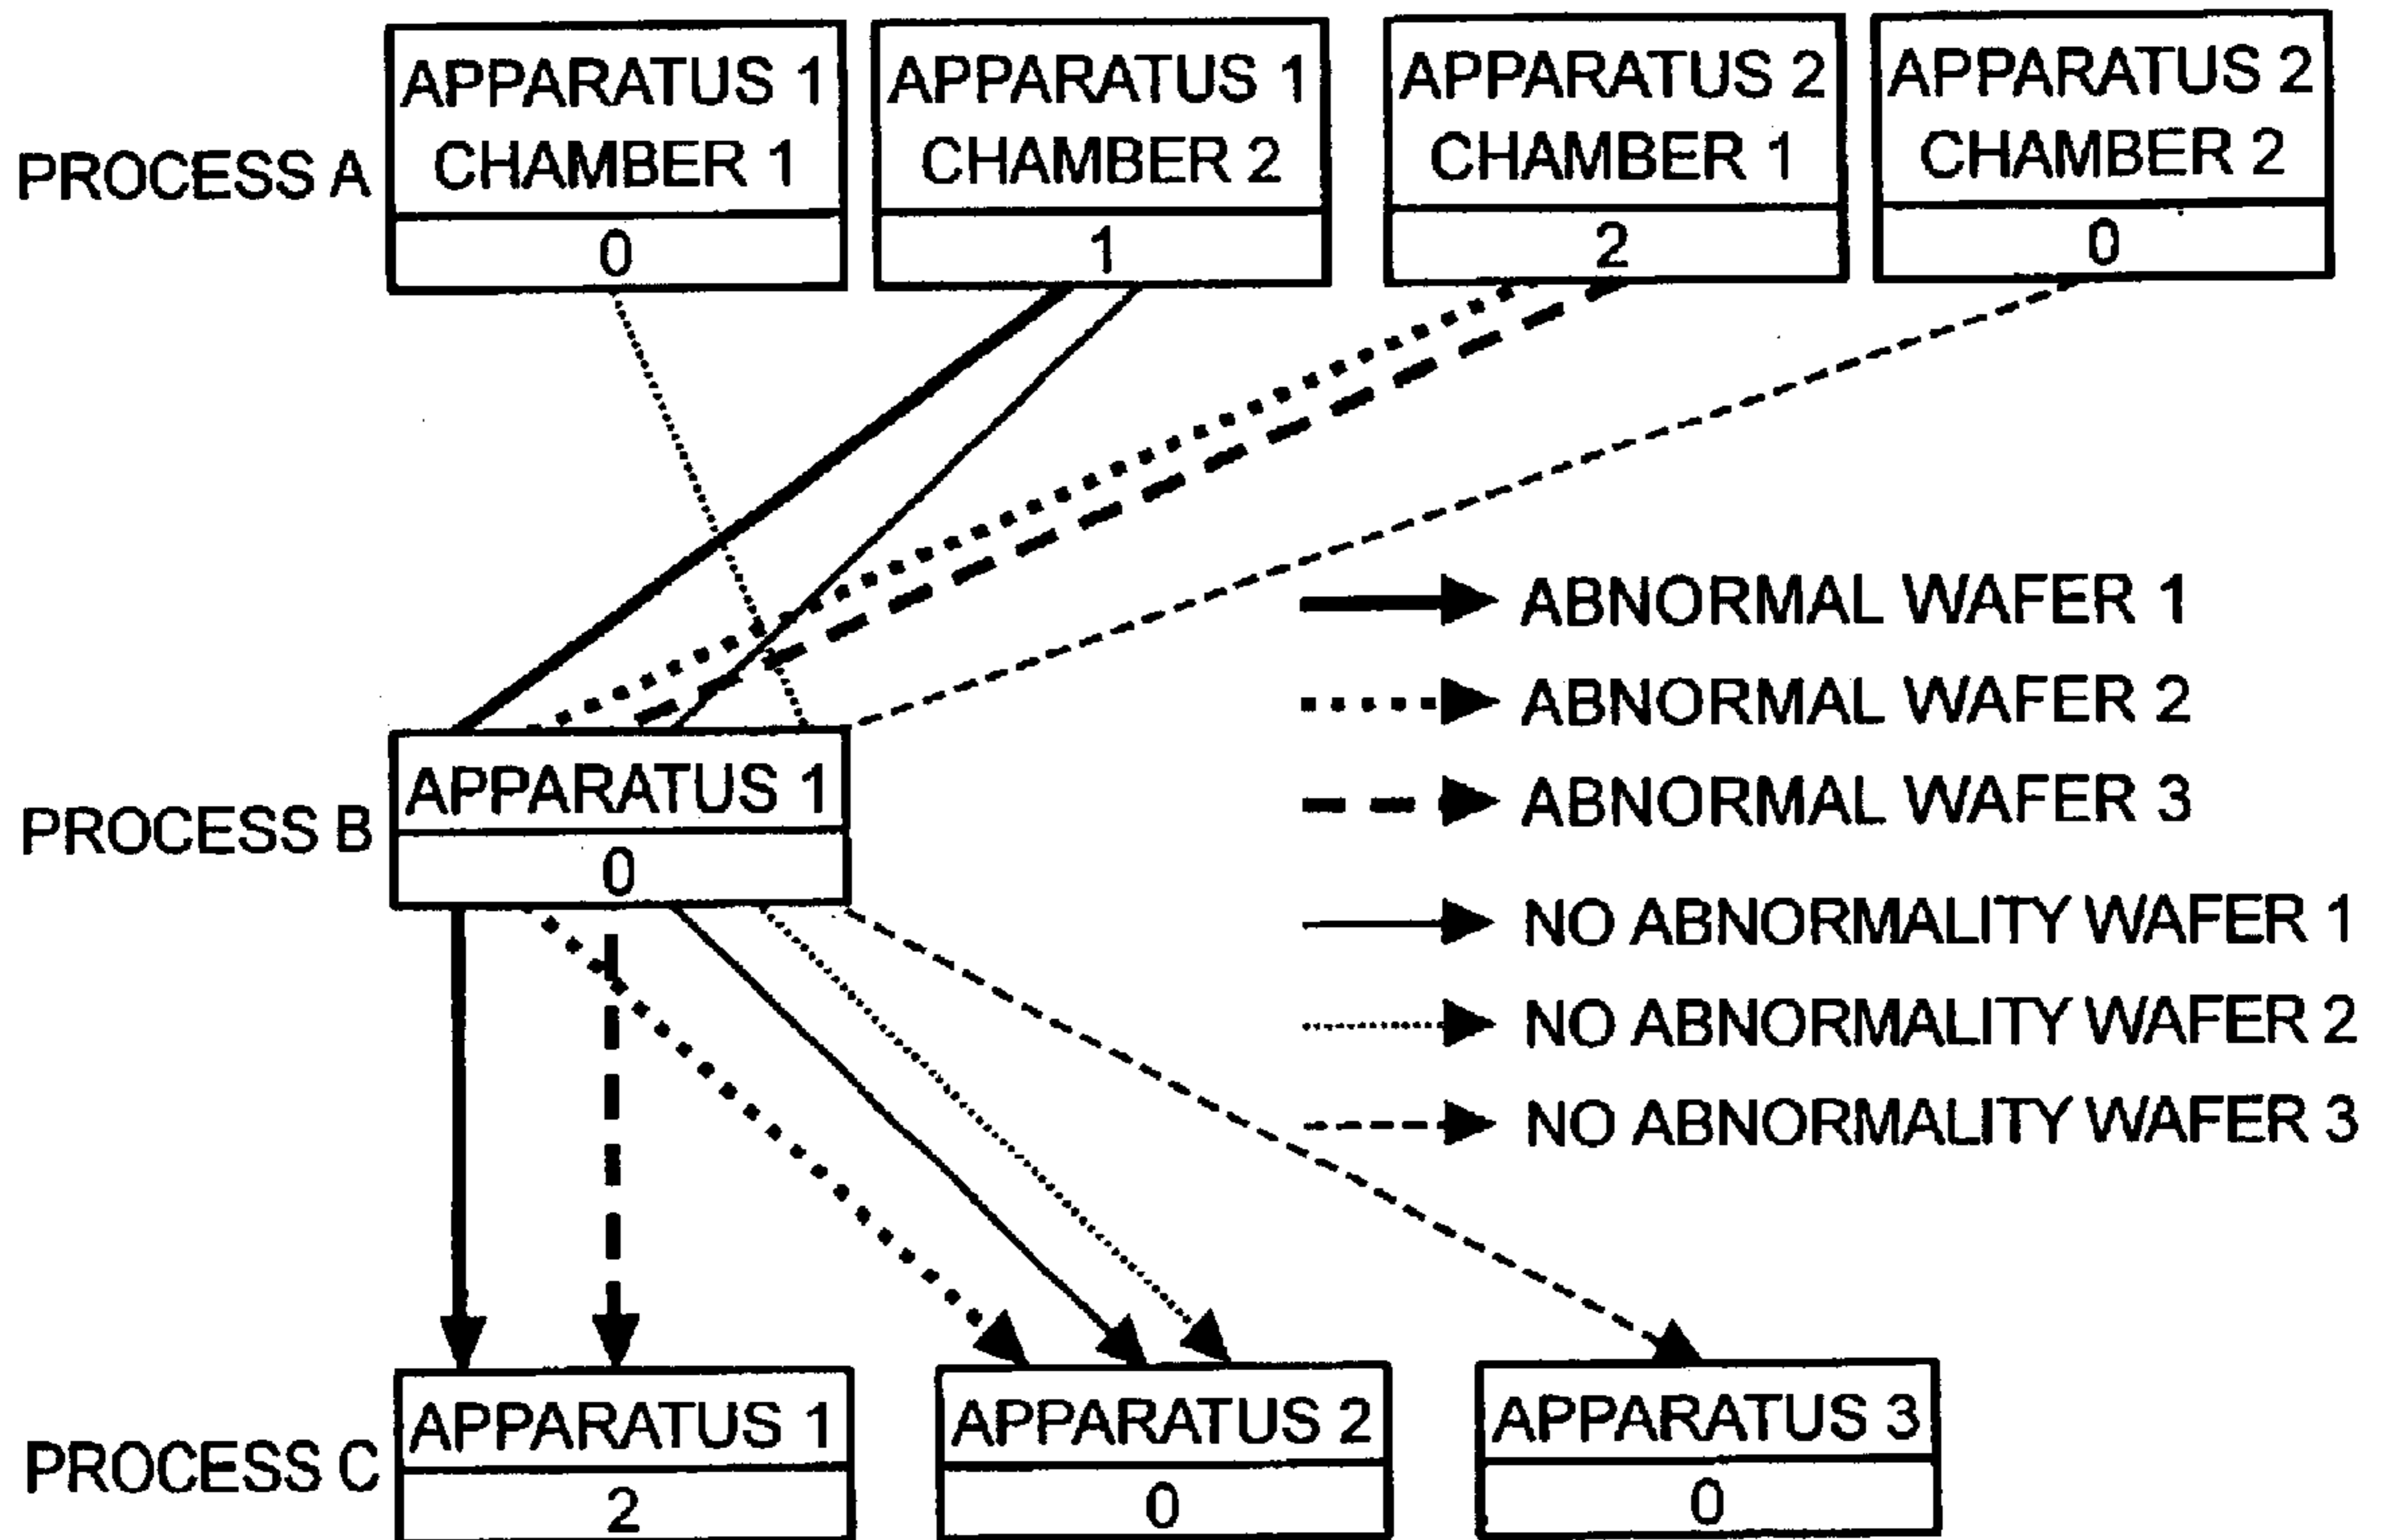 APPARATUS 1
CHAMBER 1
0
APPARATUS 1
CHAMBER 2
1
APPARATUS 2
CHAMBER 1
2
APPARATUS 2
CHAMBER 2
0
PROCESS A
ABNORMAL WAFER 1
ABNORMAL WAFER 2
ABNORMAL WAFER 3
NO ABNORMALITY WAFER 1
NO ABNORMALITY WAFER 2
NO ABNORMALITY WAFER 3
PROCESS B
APPARATUS 1
0
PROCESS C
APPARATUS 1
2
APPARATUS 2
0
APPARATUS 3
0